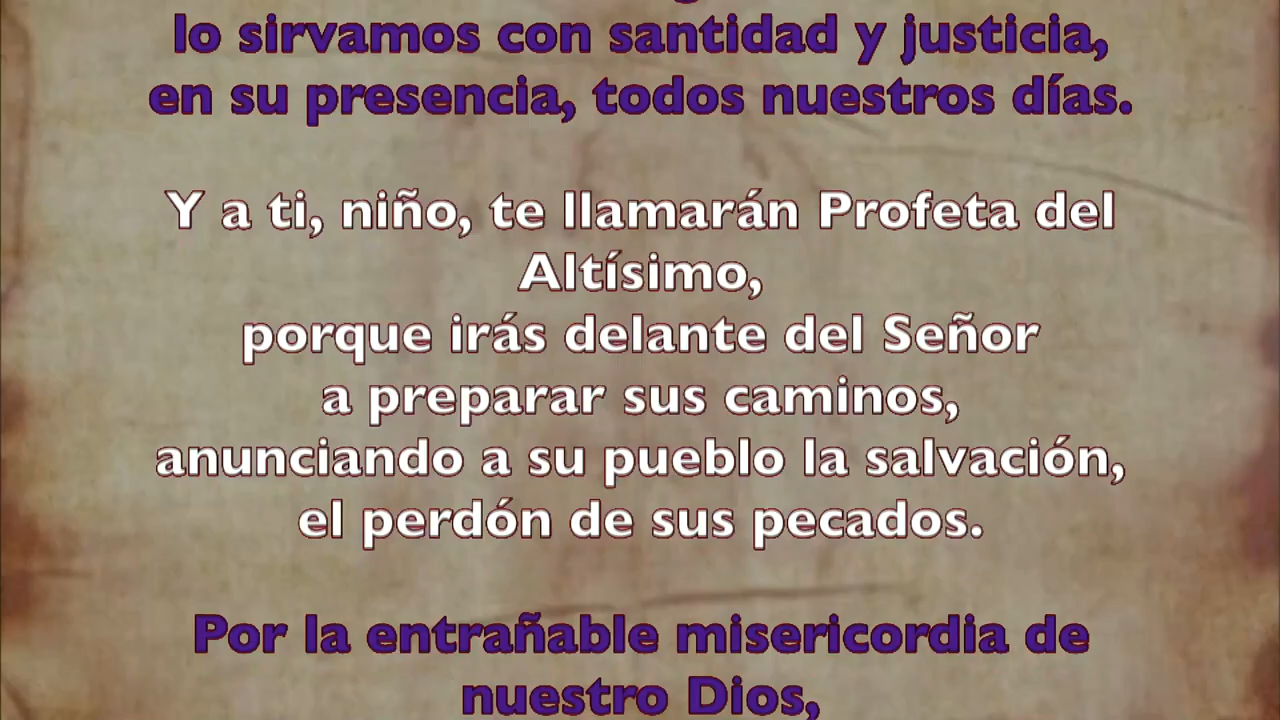 lo sirvamos con santidad y justicia,
en su presencia, todos nuestros días.
Y a ti, niño, te llamarán Profeta del
Altísimo,
porque irás delante del Señor
a preparar sus caminos,
anunciando a su pueblo la salvación,
el perdón de sus pecados.
Por la entrañable misericordia de
nuestro Dios,